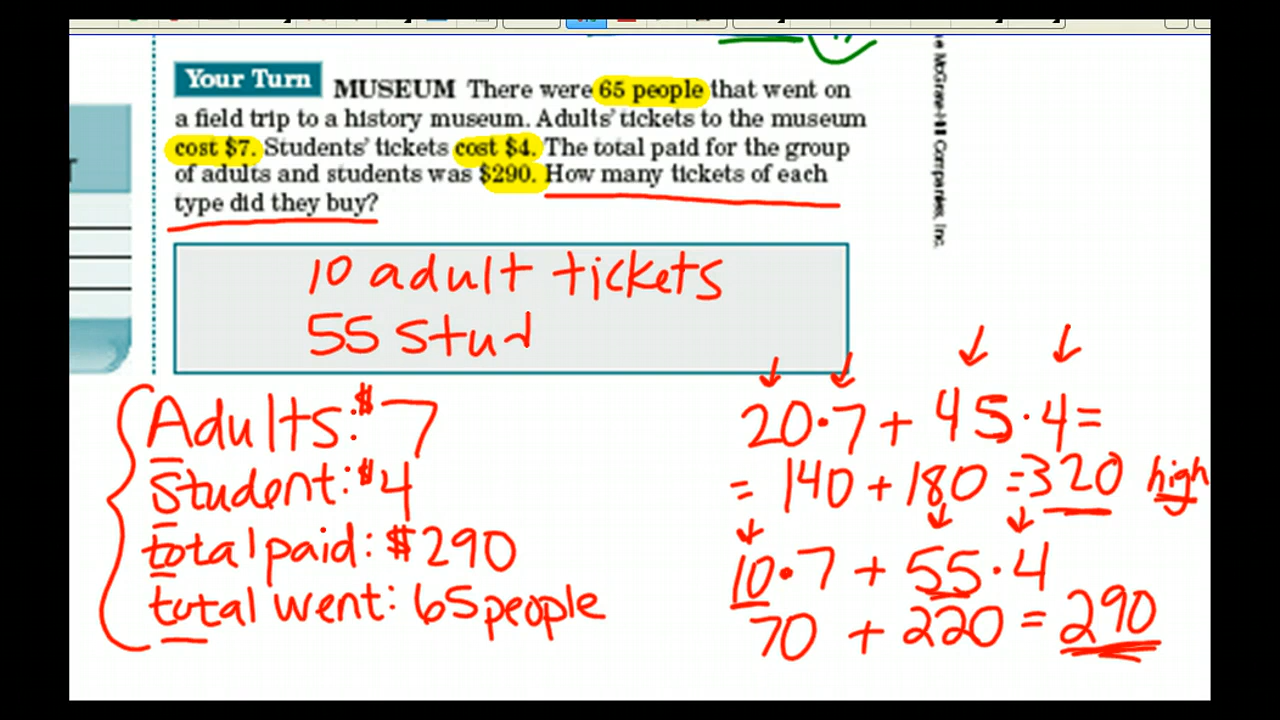 Your Turn MUSEUM There were 65 people that went on
a field trip to a history museum. Adults' tickets to the museum
cost $7. Students' tickets cost $4. The total paid for the group
of adults and students was $290. How many tickets of each
type did they buy?
10 adult tickets
55 stud
Adults: $7
Student: $4
total paid: $290
total went: 65 people
20·7 + 45·4=
= 140 + 180 = 320 high
10·7 + 55·4
70 + 220 = 290
McGraw-Hill Companies, Inc.